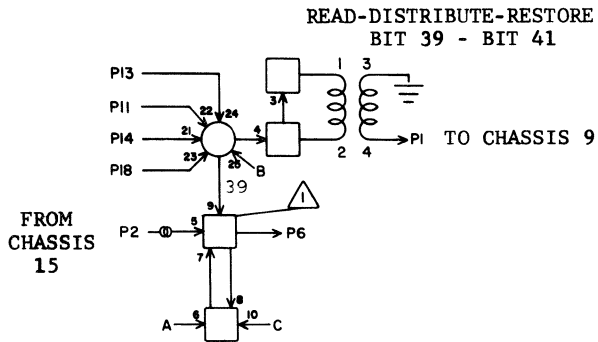 READ-DISTRIBUTE-RESTORE
BIT 39 - BIT 41
1 3
P13
3
P11 22 24
P14 21 4
2 4 P1 TO CHASSIS 9
23 25 B
P18
39
1
FROM
CHASSIS
15
9
P2 5 P6
7
8
A 6 10 C